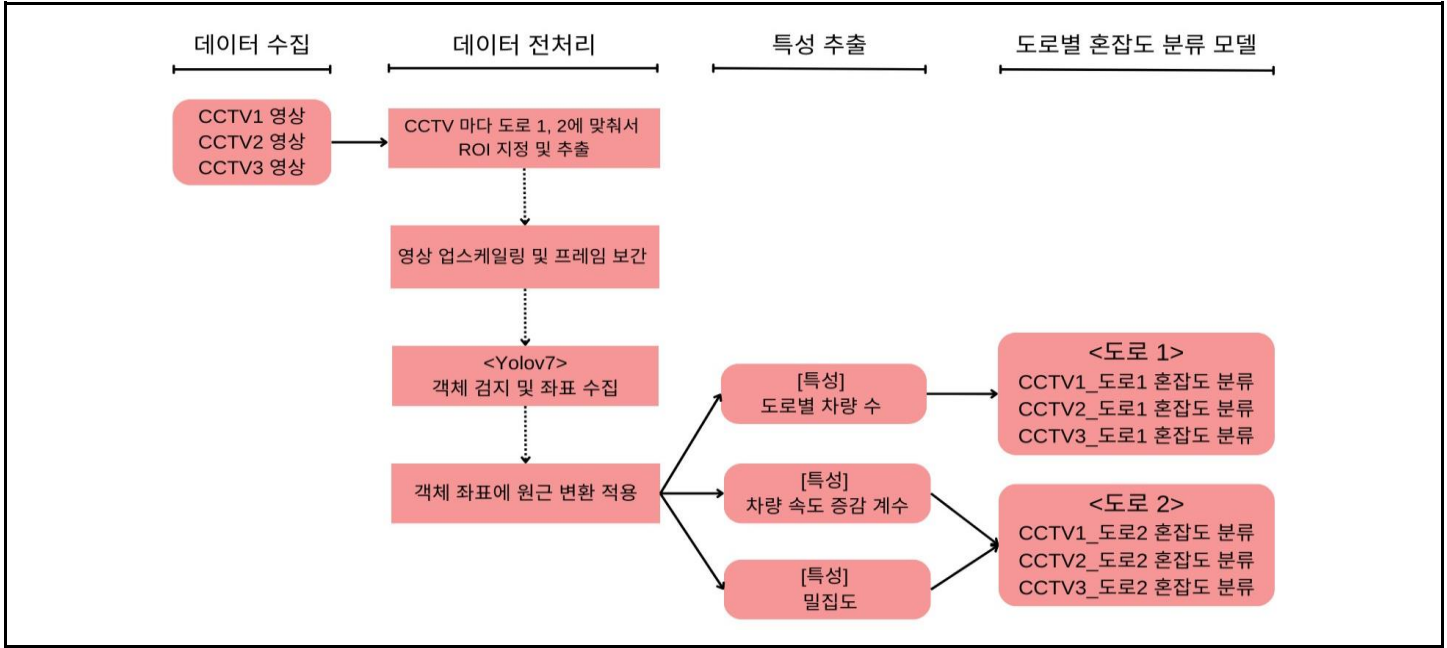 데이터 수집
데이터 전처리
특성 추출
도로별 혼잡도 분류 모델
CCTV1 영상
CCTV2 영상
CCTV3 영상
CCTV 마다 도로 1, 2에 맞춰서
ROI 지정 및 추출
영상 업스케일링 및 프레임 보간
<Yolov7>
객체 검지 및 좌표 수집
객체 좌표에 원근 변환 적용
[특성]
도로별 차량 수
[특성]
차량 속도 증감 계수
[특성]
밀집도
<도로 1>
CCTV1_도로1 혼잡도 분류
CCTV2_도로1 혼잡도 분류
CCTV3_도로1 혼잡도 분류
<도로 2>
CCTV1_도로2 혼잡도 분류
CCTV2_도로2 혼잡도 분류
CCTV3_도로2 혼잡도 분류